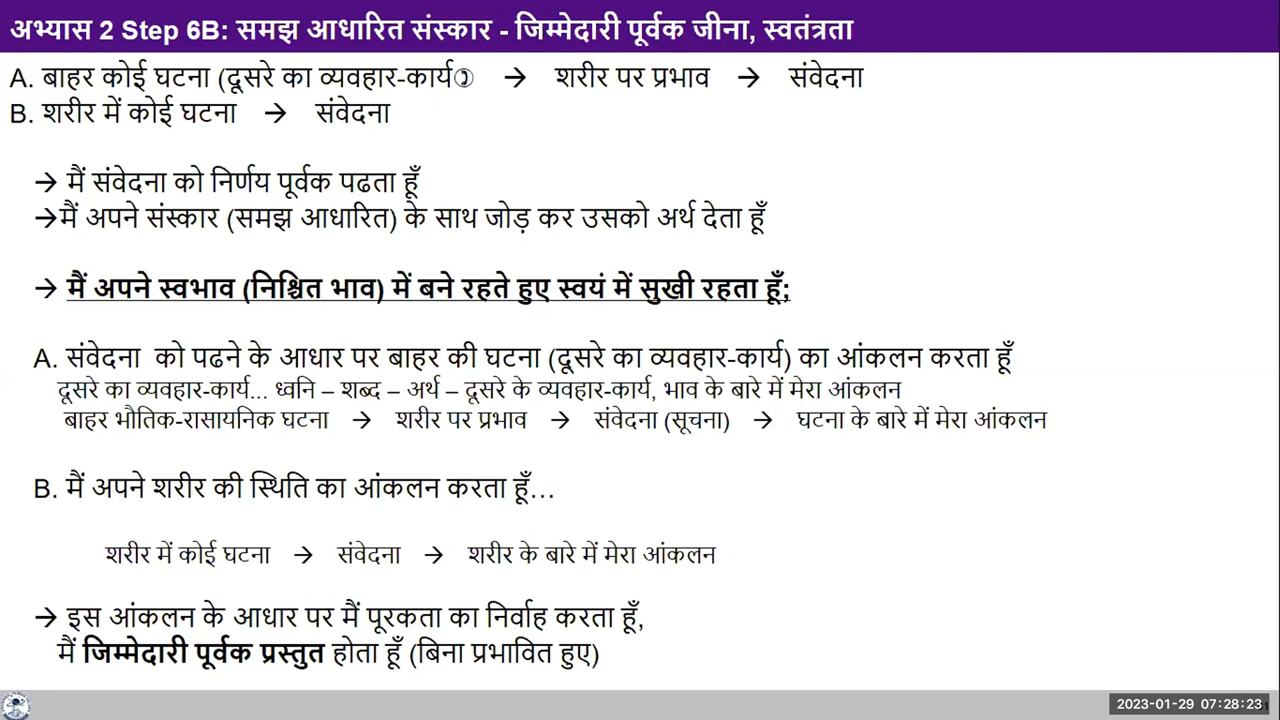 अभ्यास 2 Step 6B: समझ आधारित संस्कार - जिम्मेदारी पूर्वक जीना, स्वतंत्रता
A. बाहर कोई घटना (दूसरे का व्यवहार-कार्य) → शरीर पर प्रभाव → संवेदना
B. शरीर में कोई घटना → संवेदना
→ मैं संवेदना को निर्णय पूर्वक पढता हूँ
→मैं अपने संस्कार (समझ आधारित) के साथ जोड़ कर उसको अर्थ देता हूँ
→ मैं अपने स्वभाव (निश्चित भाव) में बने रहते हुए स्वयं में सुखी रहता हूँ;
A. संवेदना को पढने के आधार पर बाहर की घटना (दूसरे का व्यवहार-कार्य) का आंकलन करता हूँ
दूसरे का व्यवहार-कार्य... ध्वनि – शब्द – अर्थ – दूसरे के व्यवहार-कार्य, भाव के बारे में मेरा आंकलन
बाहर भौतिक-रासायनिक घटना → शरीर पर प्रभाव → संवेदना (सूचना) → घटना के बारे में मेरा आंकलन
B. मैं अपने शरीर की स्थिति का आंकलन करता हूँ...
शरीर में कोई घटना → संवेदना → शरीर के बारे में मेरा आंकलन
→ इस आंकलन के आधार पर मैं पूरकता का निर्वाह करता हूँ,
मैं जिम्मेदारी पूर्वक प्रस्तुत होता हूँ (बिना प्रभावित हुए)
2023-01-29 07:28:23